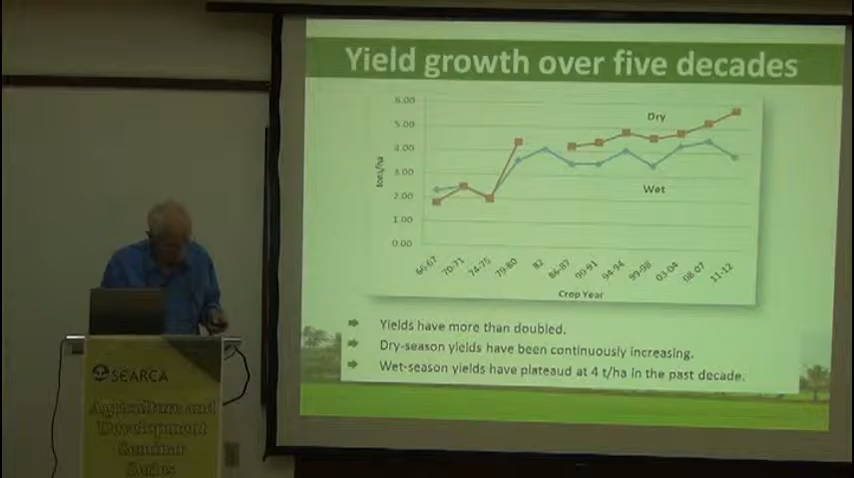 Yield growth over five decades
6.00
5.00
4.00
3.00
2.00
1.00
0.00
tons/ha
Dry
Wet
66-67
70-71
74-75
79-80
82
86-87
90-91
94-94
99-98
03-04
08-07
11-12
Crop Year
Yields have more than doubled.
Dry-season yields have been continuously increasing.
Wet-season yields have plateaud at 4 t/ha in the past decade.
SEARCA
Agriculture and
Development
Seminar
Series